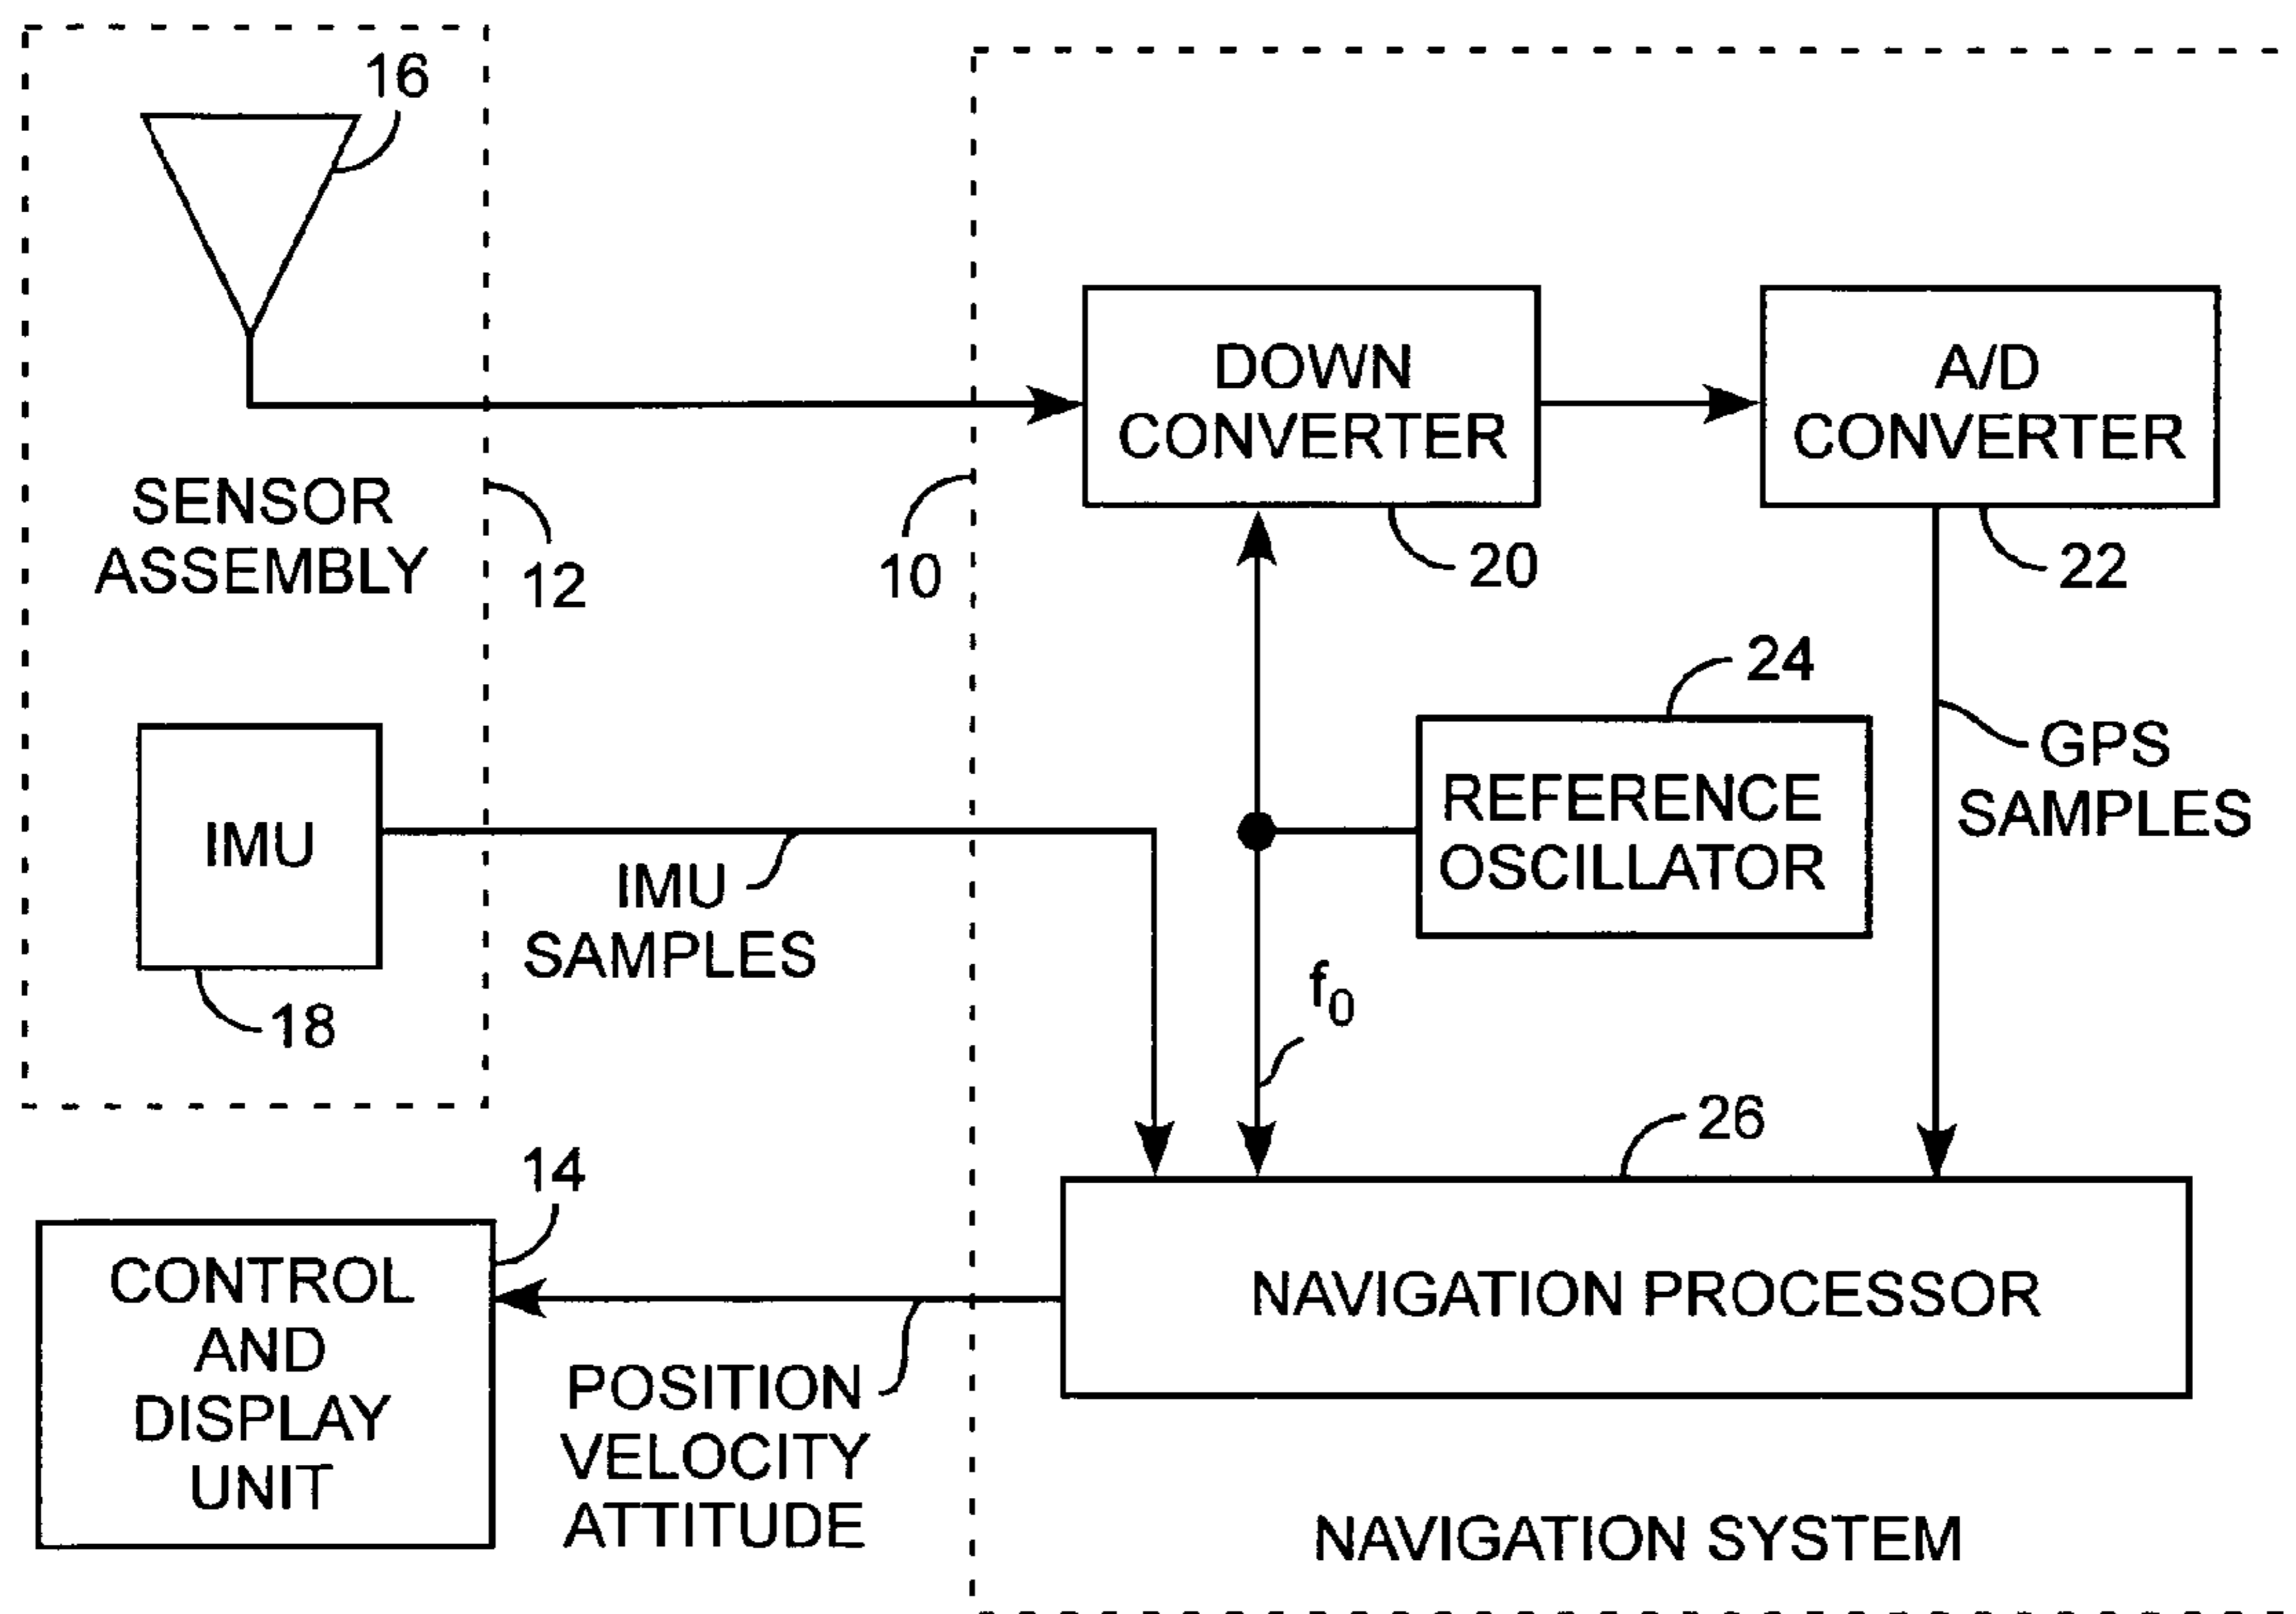 16
DOWN
CONVERTER
A/D
CONVERTER
SENSOR
ASSEMBLY
12
10
20
22
24
GPS
SAMPLES
REFERENCE
OSCILLATOR
IMU
IMU
SAMPLES
18
f0
26
14
CONTROL
AND
DISPLAY
UNIT
NAVIGATION PROCESSOR
POSITION
VELOCITY
ATTITUDE
NAVIGATION SYSTEM